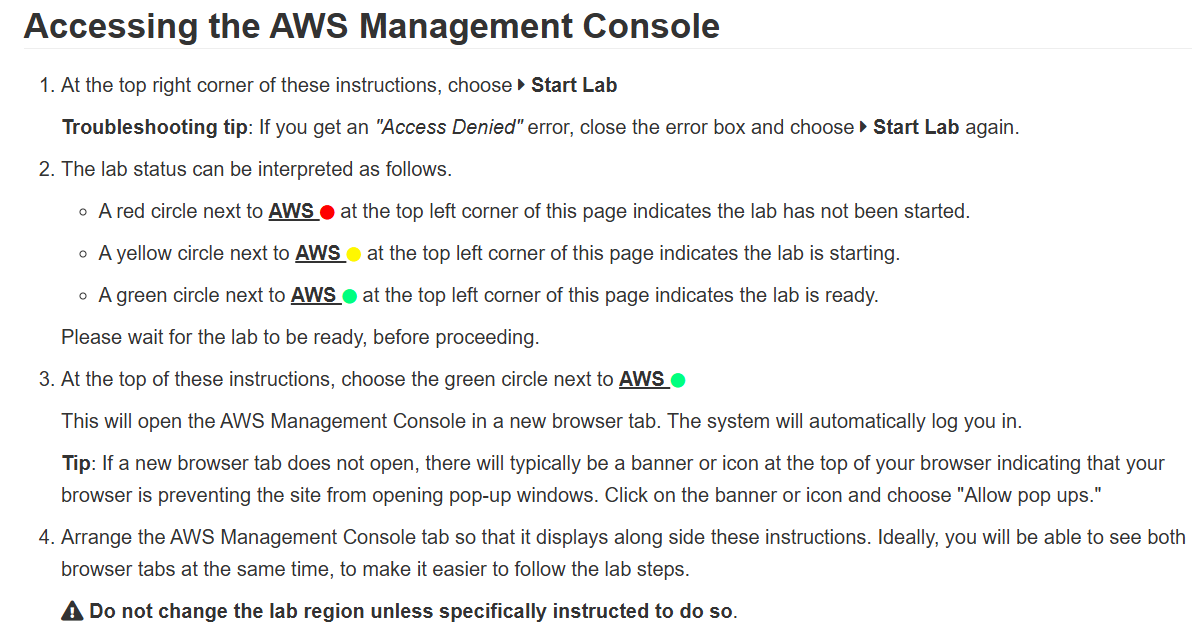 Accessing the AWS Management Console
1. At the top right corner of these instructions, choose Start Lab
Troubleshooting tip: If you get an "Access Denied" error, close the error box and choose Start Lab again.
2. The lab status can be interpreted as follows.
A red circle next to AWS at the top left corner of this page indicates the lab has not been started.
A yellow circle next to AWS at the top left corner of this page indicates the lab is starting.
A green circle next to AWS at the top left corner of this page indicates the lab is ready.
Please wait for the lab to be ready, before proceeding.
3. At the top of these instructions, choose the green circle next to AWS
This will open the AWS Management Console in a new browser tab. The system will automatically log you in.
Tip: If a new browser tab does not open, there will typically be a banner or icon at the top of your browser indicating that your
browser is preventing the site from opening pop-up windows. Click on the banner or icon and choose "Allow pop ups."
4. Arrange the AWS Management Console tab so that it displays along side these instructions. Ideally, you will be able to see both
browser tabs at the same time, to make it easier to follow the lab steps.
Do not change the lab region unless specifically instructed to do so.